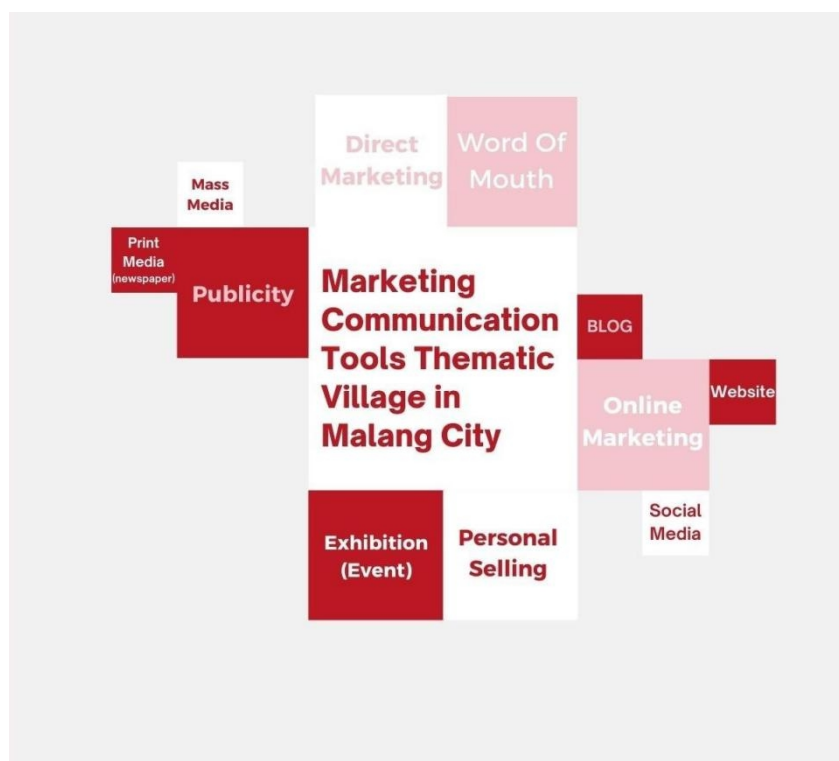 Direct
Marketing
Word Of
Mouth
Mass
Media
Print
Media
(newspaper)
Publicity
Marketing
Communication
Tools Thematic
Village in
Malang City
BLOG
Online
Marketing
Website
Social
Media
Exhibition
(Event)
Personal
Selling